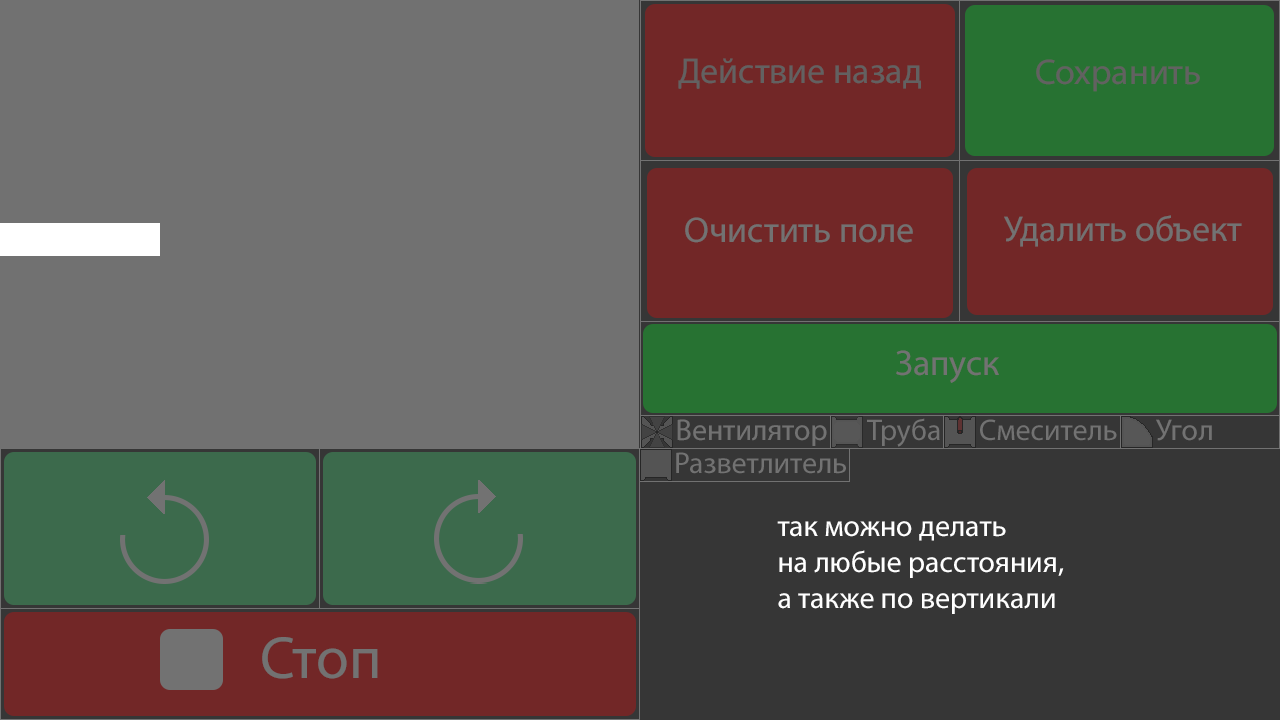 Действие назад
Сохранить
Очистить поле
Удалить объект
Запуск
Вентилятор Труба Смеситель Угол
Разветлитель
так можно делать
на любые расстояния,
а также по вертикали
Стоп